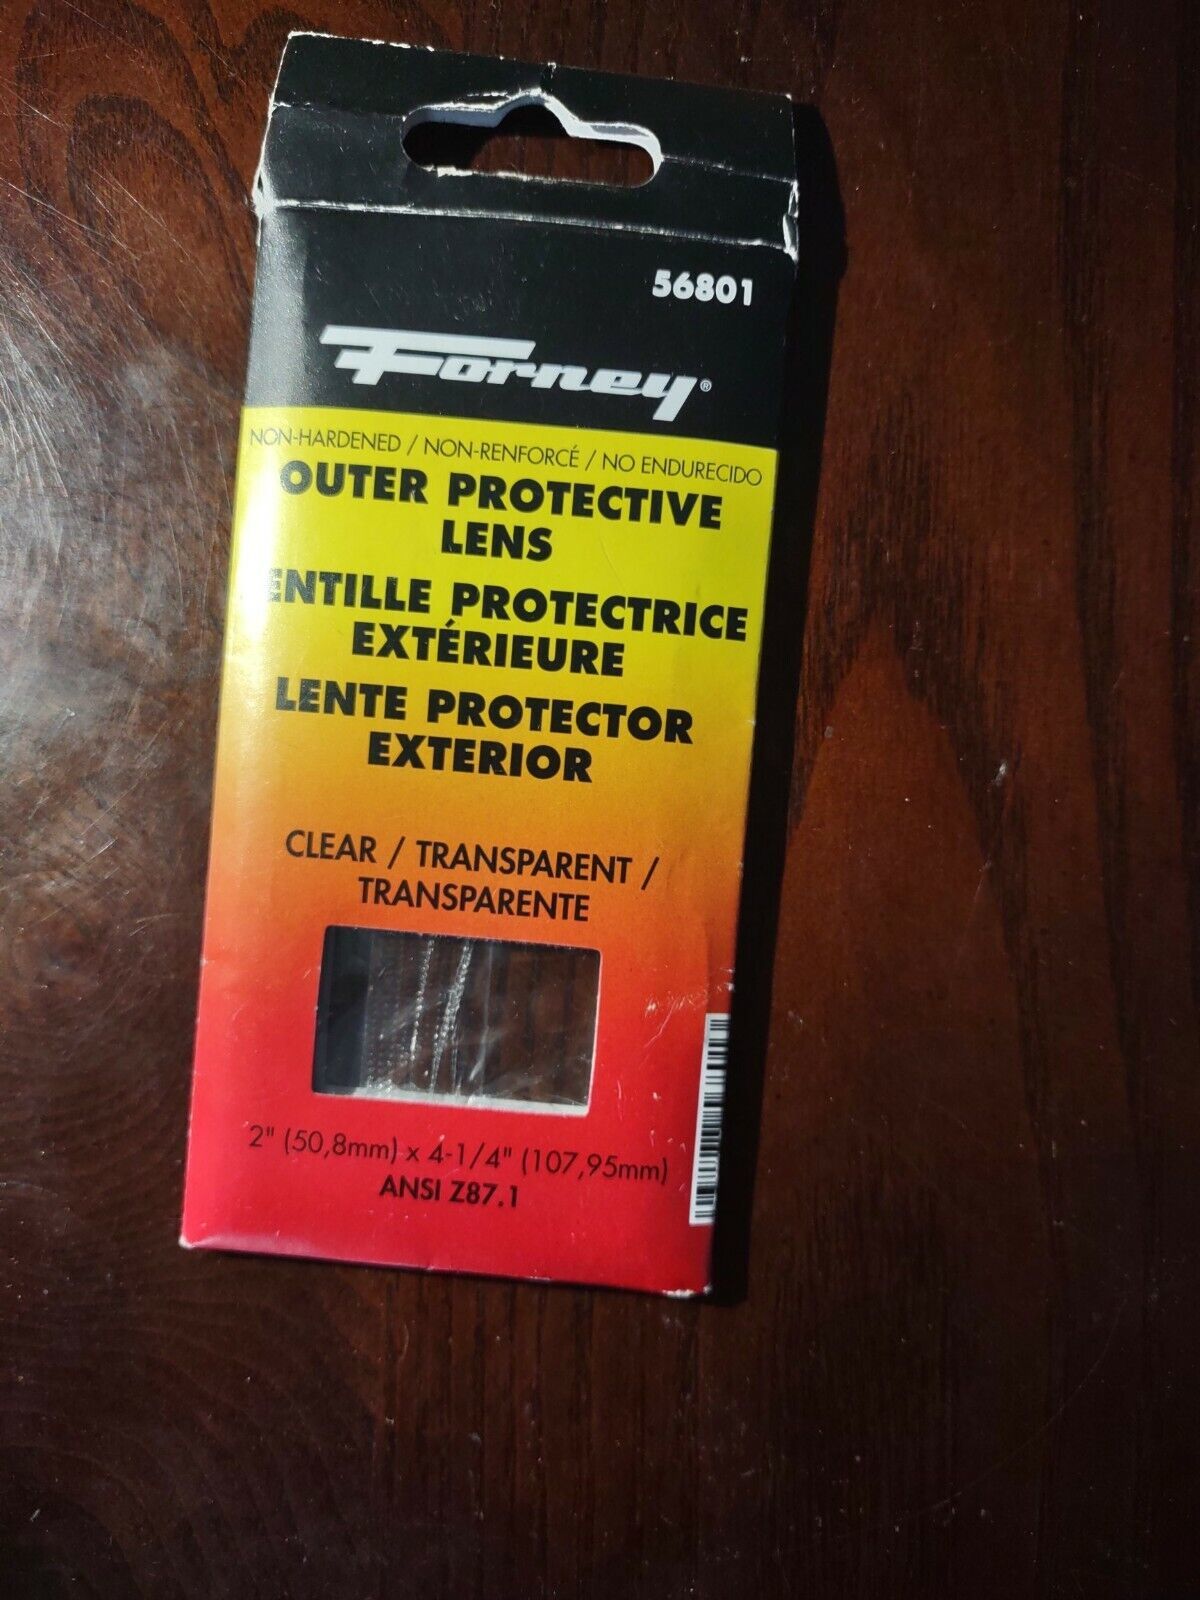 56801
Forney®
NON-HARDENED / NON-RENFORCÉ / NO ENDURECIDO
OUTER PROTECTIVE
LENS
ENTILLE PROTECTRICE
EXTÉRIEURE
LENTE PROTECTOR
EXTERIOR
CLEAR / TRANSPARENT /
TRANSPARENTE
2" (50,8mm) x 4-1/4" (107,95mm)
ANSI Z87.1